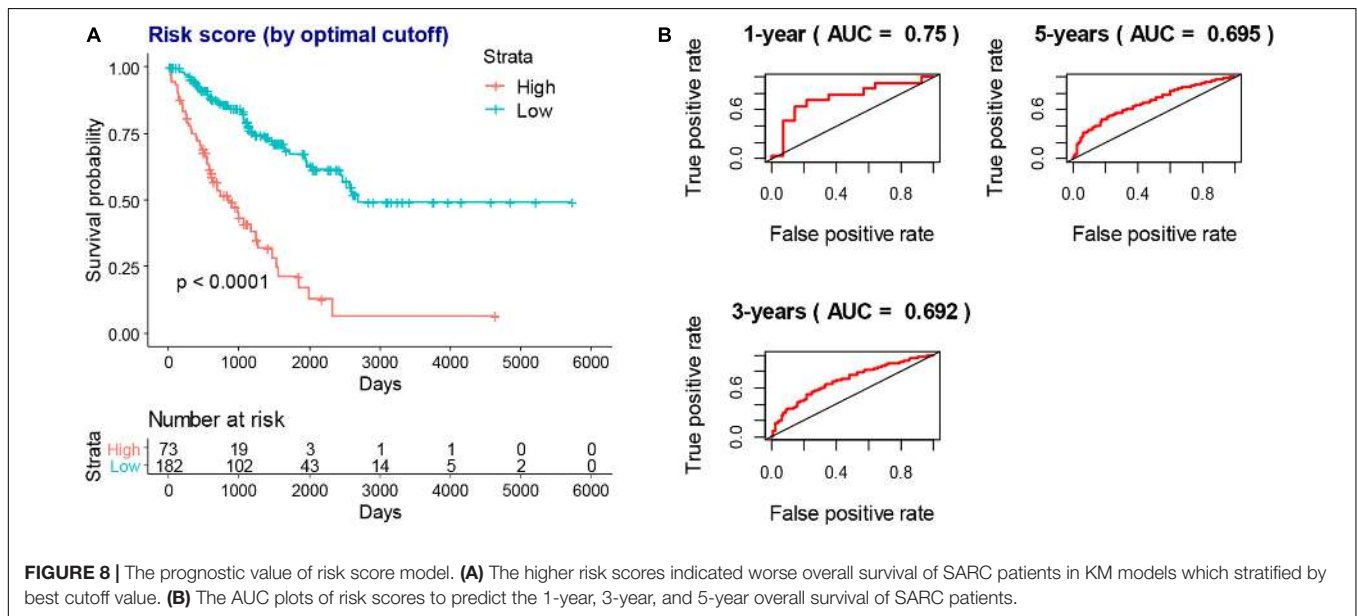 A
Risk score (by optimal cutoff)
Strata
High
Low
Survival probability
1.00
0.75
0.50
0.25
0.00
p < 0.0001
0 1000 2000 3000 4000 5000 6000
Days
Number at risk
Strata
High 73 19 3 1 1 0 0
Low 182 102 43 14 5 2 0
0 1000 2000 3000 4000 5000 6000
Days
B
1-year ( AUC = 0.75 )
True positive rate
0.6
0.0
0.0 0.4 0.8
False positive rate
5-years ( AUC = 0.695 )
True positive rate
0.6
0.0
0.0 0.4 0.8
False positive rate
3-years ( AUC = 0.692 )
True positive rate
0.6
0.0
0.0 0.4 0.8
False positive rate
FIGURE 8 | The prognostic value of risk score model. (A) The higher risk scores indicated worse overall survival of SARC patients in KM models which stratified by
best cutoff value. (B) The AUC plots of risk scores to predict the 1-year, 3-year, and 5-year overall survival of SARC patients.